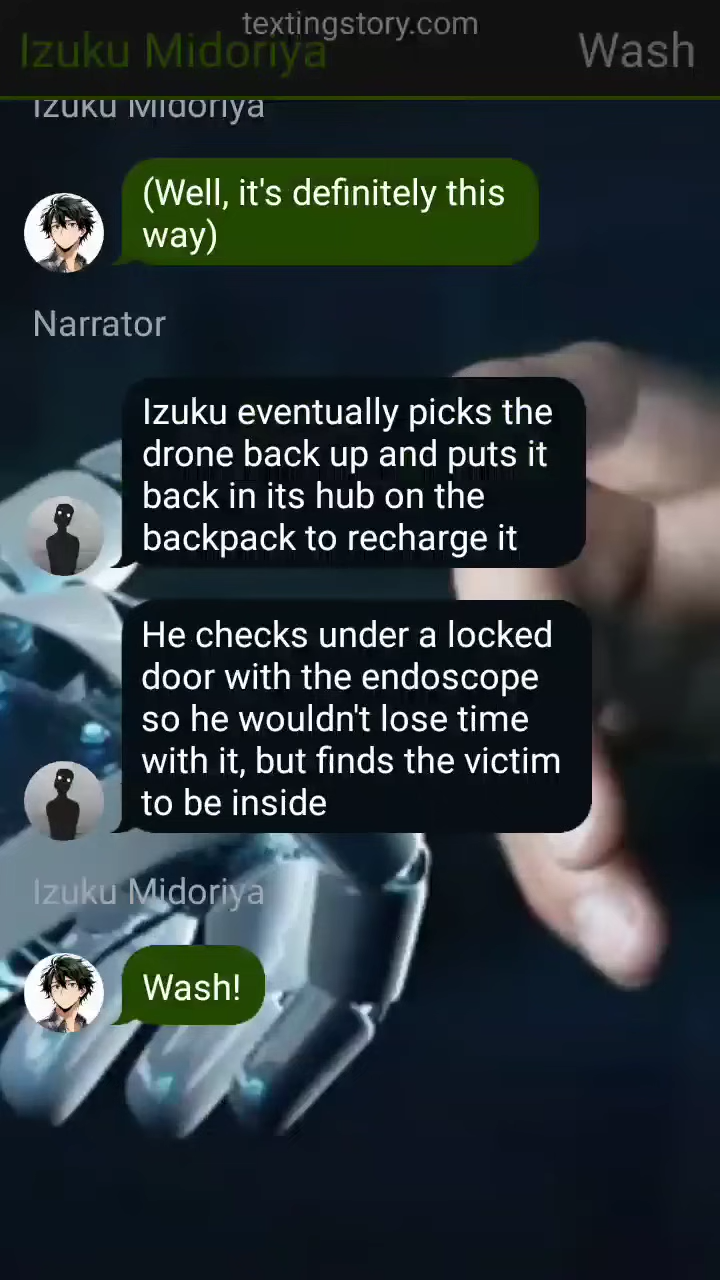 textingstory.com
Izuku Midoriya
Wash
Izuku Midoriya
(Well, it's definitely this
way)
Narrator
Izuku eventually picks the
drone back up and puts it
back in its hub on the
backpack to recharge it
He checks under a locked
door with the endoscope
so he wouldn't lose time
with it, but finds the victim
to be inside
Izuku Midoriya
Wash!